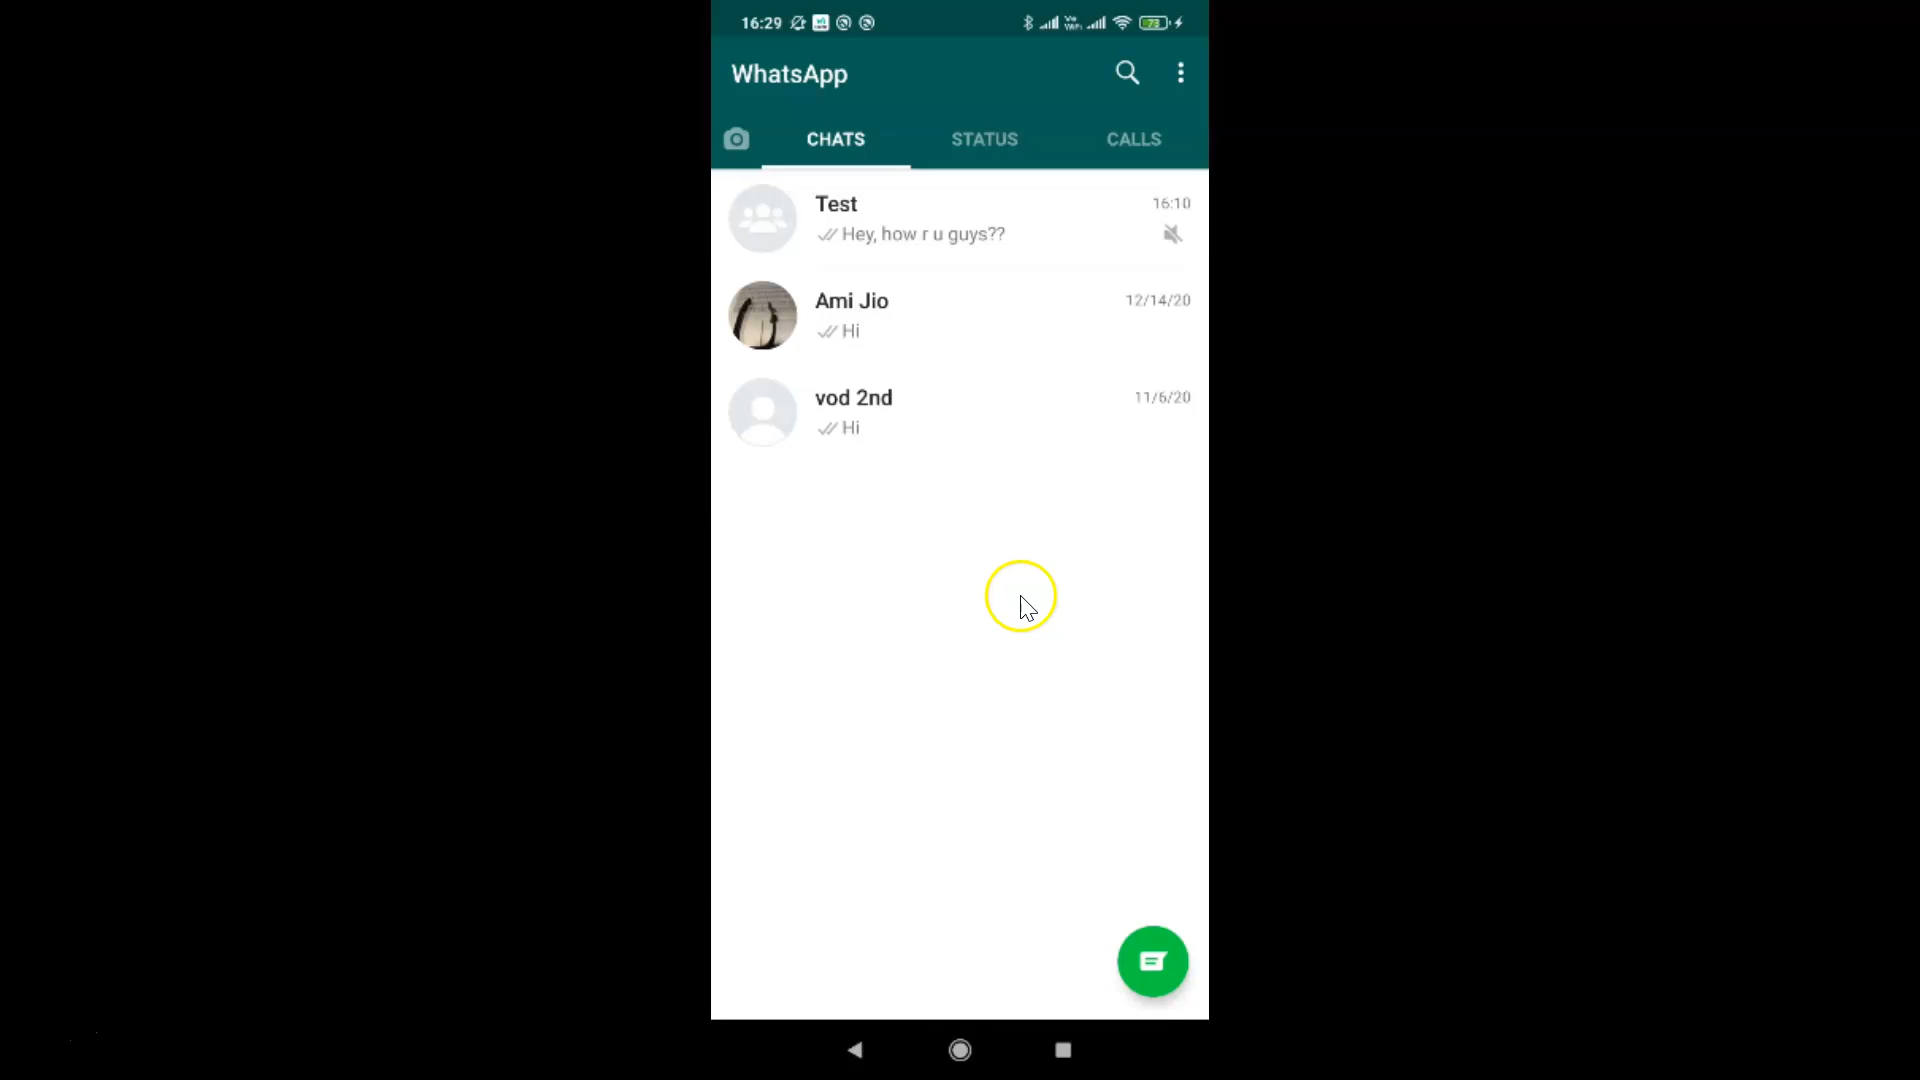 16:29
73
WhatsApp
CHATS STATUS CALLS
Test 16:10
Hey, how r u guys??
Ami Jio 12/14/20
Hi
vod 2nd 11/6/20
Hi